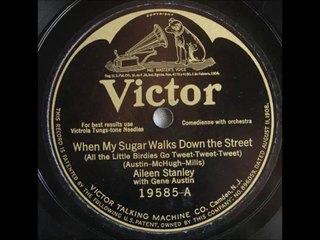 HIS MASTER'S VOICE
Victor
For best results use
Victrola Tungs-tone Needles
Comedienne with orchestra
When My Sugar Walks Down the Street
(All the Little Birdies Go Tweet-Tweet-Tweet)
(Austin-McHugh-Mills)
Aileen Stanley
with Gene Austin
19585-A
VICTOR TALKING MACHINE CO. Camden, N.J.